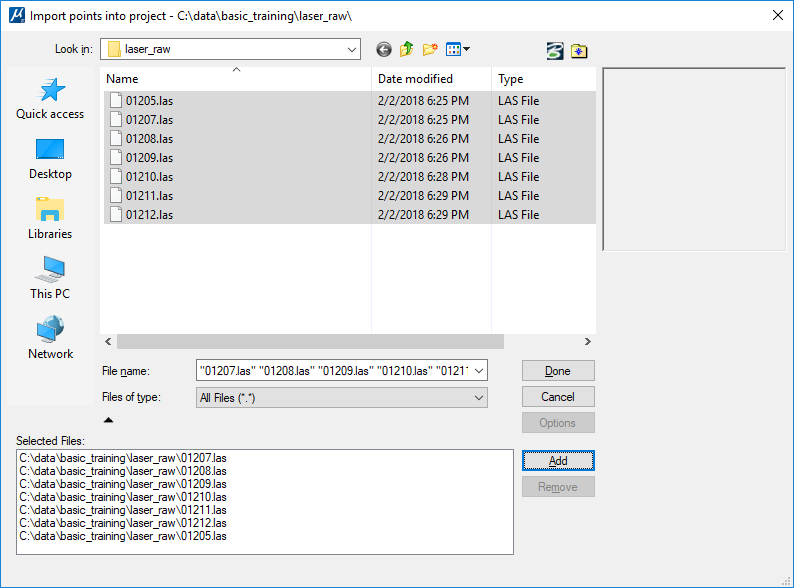 Import points into project - C:\data\basic_training\laser_raw\
Look in: laser_raw
Name Date modified Type
01205.las 2/2/2018 6:25 PM LAS File
01207.las 2/2/2018 6:25 PM LAS File
01208.las 2/2/2018 6:26 PM LAS File
01209.las 2/2/2018 6:26 PM LAS File
01210.las 2/2/2018 6:28 PM LAS File
01211.las 2/2/2018 6:29 PM LAS File
01212.las 2/2/2018 6:29 PM LAS File
Quick access
Desktop
Libraries
This PC
Network
File name: "01207.las" "01208.las" "01209.las" "01210.las" "01211 Done
Files of type: All Files (*.*) Cancel
Options
Selected Files:
C:\data\basic_training\laser_raw\01207.las Add
C:\data\basic_training\laser_raw\01208.las
C:\data\basic_training\laser_raw\01209.las Remove
C:\data\basic_training\laser_raw\01210.las
C:\data\basic_training\laser_raw\01211.las
C:\data\basic_training\laser_raw\01212.las
C:\data\basic_training\laser_raw\01205.las